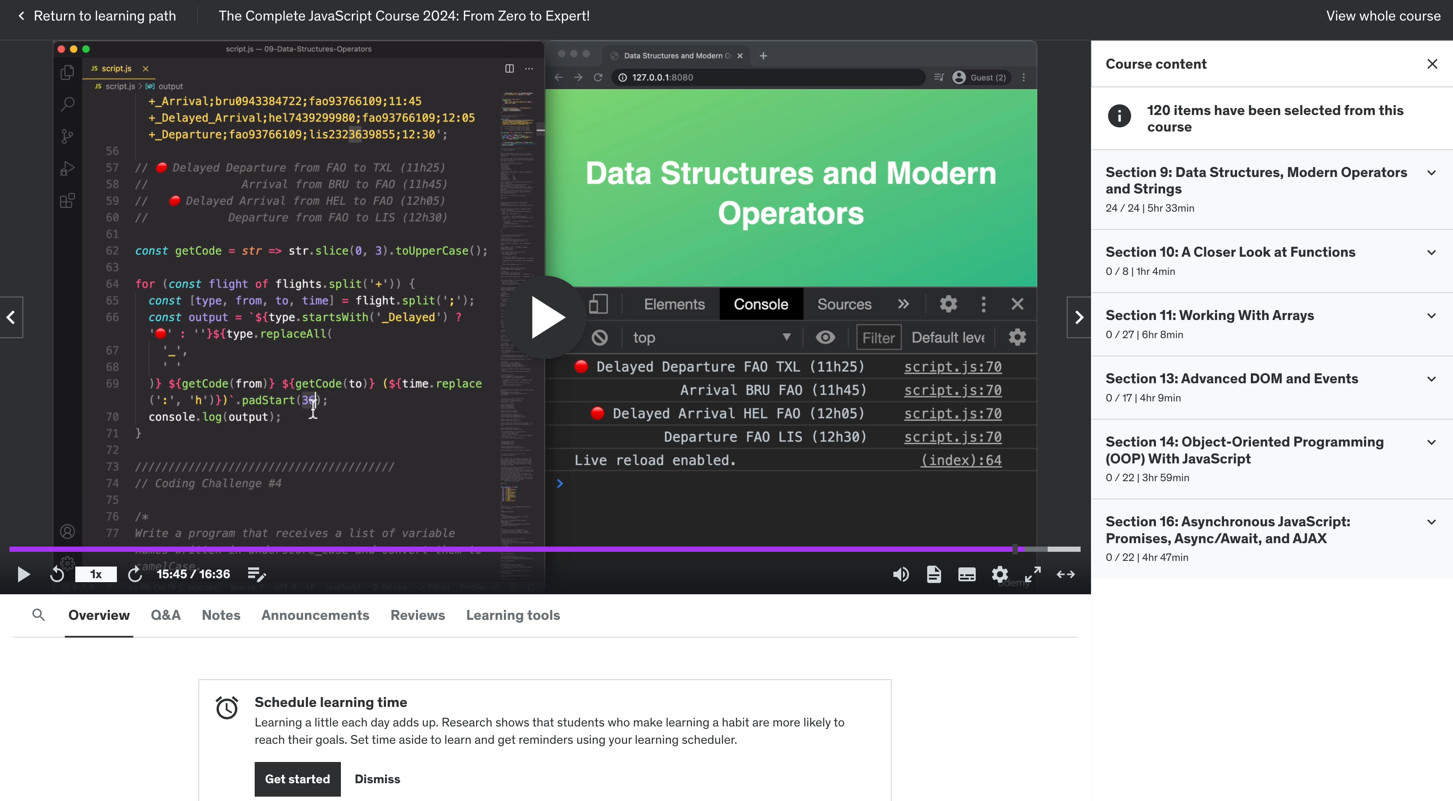 Return to learning path
The Complete JavaScript Course 2024: From Zero to Expert!
View whole course
script.js — 09-Data-Structures-Operators
JS script.js ×
JS script.js > output
+_Arrival;bru0943384722;fao93766109;11:45
+_Delayed_Arrival;hel7439299980;fao93766109;12:05
+_Departure;fao93766109;lis2323639855;12:30';
56
57 // 🔴 Delayed Departure from FAO to TXL (11h25)
58 // Arrival from BRU to FAO (11h45)
59 // 🔴 Delayed Arrival from HEL to FAO (12h05)
60 // Departure from FAO to LIS (12h30)
61
62 const getCode = str => str.slice(0, 3).toUpperCase();
63
64 for (const flight of flights.split('+')) {
65 const [type, from, to, time] = flight.split(';');
66 const output = `${type.startsWith('_Delayed') ?
'🔴' : ''}${type.replaceAll(
67 '_',
68 ' '
69 )} ${getCode(from)} ${getCode(to)} (${time.replace
(':', 'h')})`.padStart(36);
70 console.log(output);
71 }
72
73 ///////////////////////////////////////
74 // Coding Challenge #4
75
76 /*
77 Write a program that receives a list of variable
Data Structures and Modern O
127.0.0.1:8080
Guest (2)
Data Structures and Modern
Operators
Elements Console Sources
top Filter Default leve
🔴 Delayed Departure FAO TXL (11h25) script.js:70
Arrival BRU FAO (11h45) script.js:70
🔴 Delayed Arrival HEL FAO (12h05) script.js:70
Departure FAO LIS (12h30) script.js:70
Live reload enabled. (index):64
1x
15:45 / 16:36
Course content
120 items have been selected from this
course
Section 9: Data Structures, Modern Operators
and Strings
24 / 24 | 5hr 33min
Section 10: A Closer Look at Functions
0 / 8 | 1hr 4min
Section 11: Working With Arrays
0 / 27 | 6hr 8min
Section 13: Advanced DOM and Events
0 / 17 | 4hr 9min
Section 14: Object-Oriented Programming
(OOP) With JavaScript
0 / 22 | 3hr 59min
Section 16: Asynchronous JavaScript:
Promises, Async/Await, and AJAX
0 / 22 | 4hr 47min
Overview Q&A Notes Announcements Reviews Learning tools
Schedule learning time
Learning a little each day adds up. Research shows that students who make learning a habit are more likely to
reach their goals. Set time aside to learn and get reminders using your learning scheduler.
Get started Dismiss